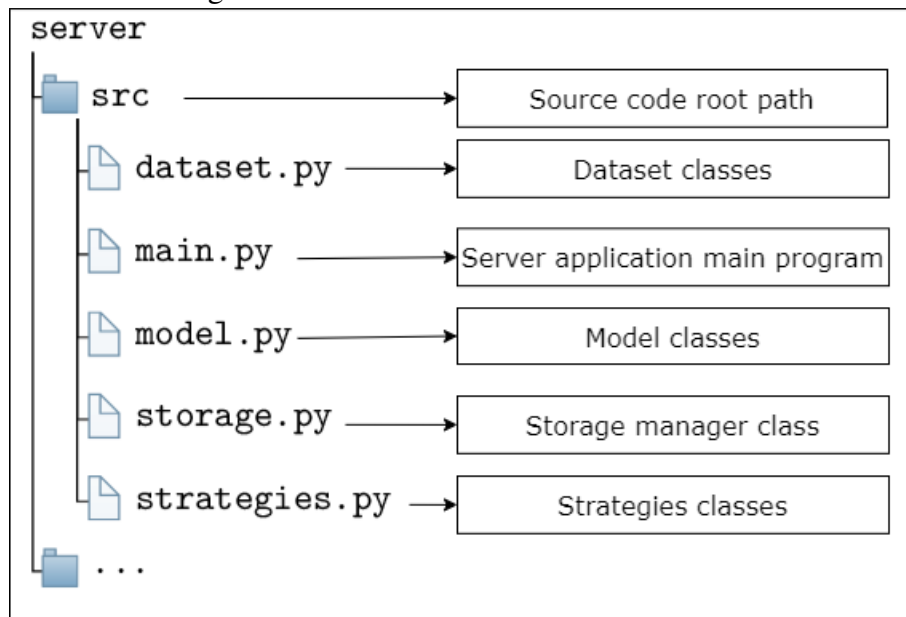 server
src
Source code root path
dataset.py
Dataset classes
main.py
Server application main program
model.py
Model classes
storage.py
Storage manager class
strategies.py
Strategies classes
...